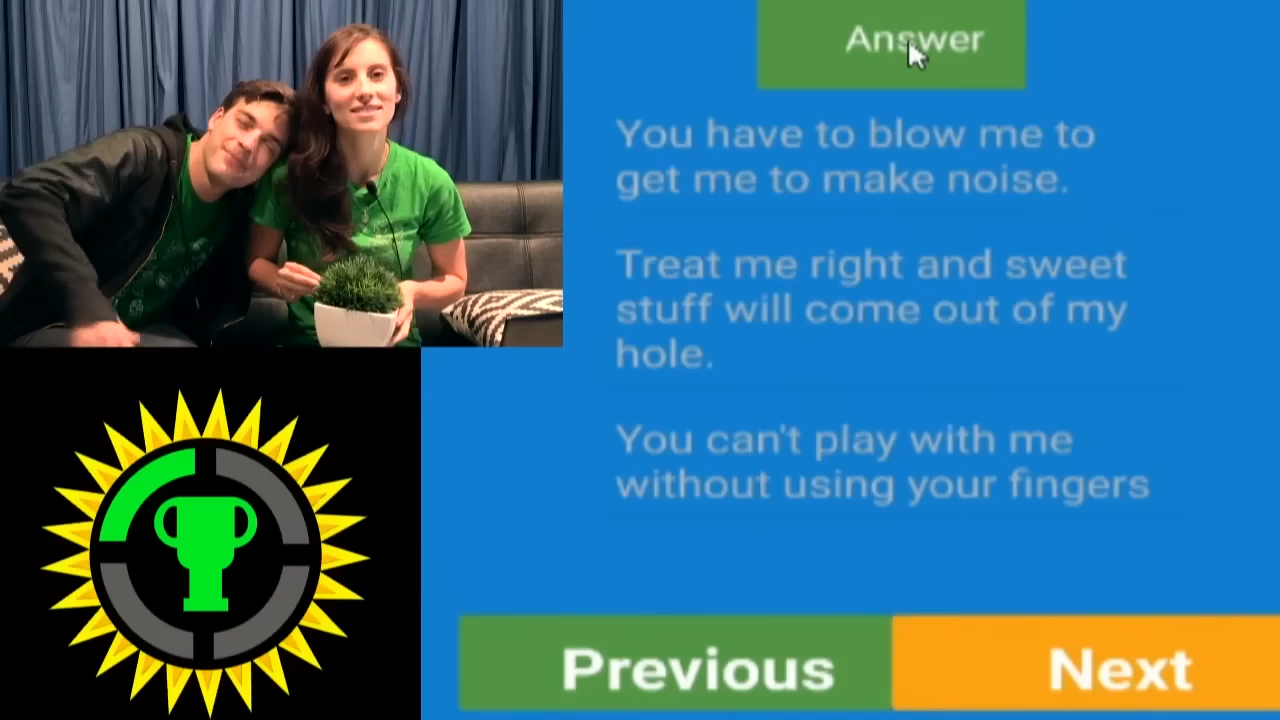 Answer
You have to blow me to
get me to make noise.
Treat me right and sweet
stuff will come out of my
hole.
You can't play with me
without using your fingers
Previous
Next